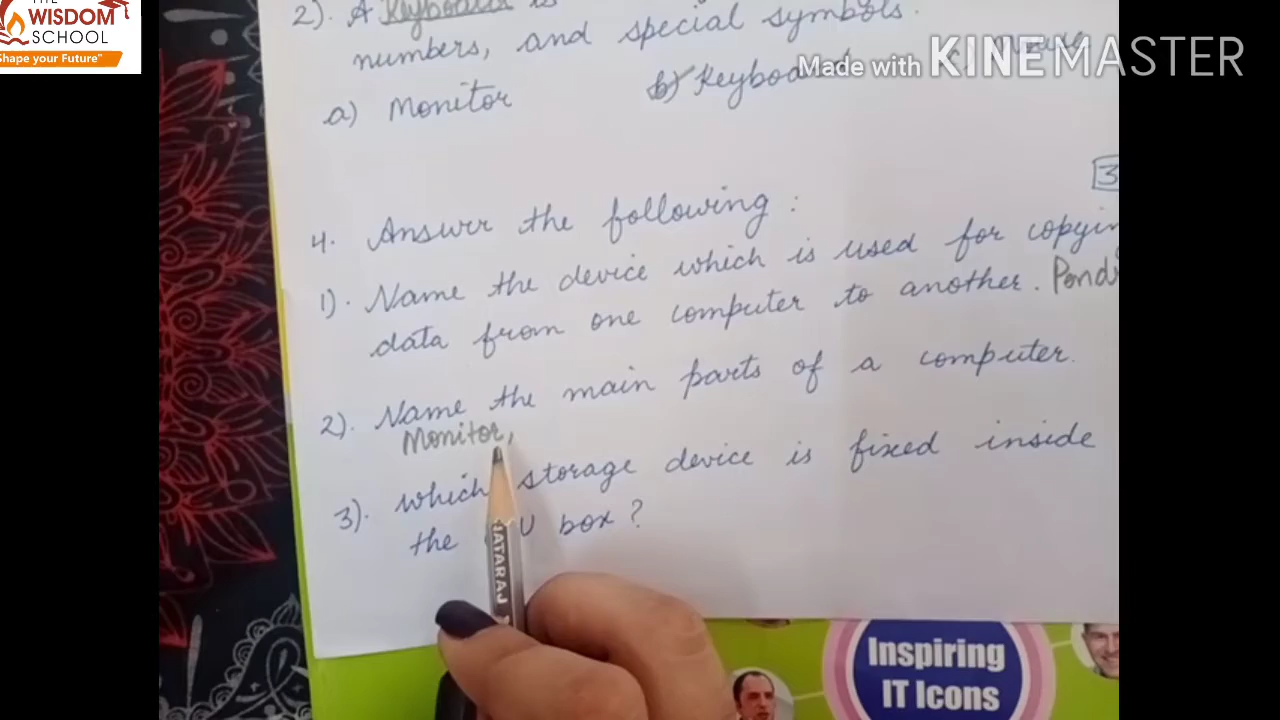 THE
WISDOM
SCHOOL
Shape your Future"
Made with KINEMASTER
2). A Keyboard is
numbers, and special symbols.
a) Monitor b) Keyboard Mouse
3
4. Answer the following :
1). Name the device which is used for copyin
data from one computer to another. Pend
2). Name the main parts of a computer.
Monitor,
3). which storage device is fixed inside
the U box ?
NATARAJ
Inspiring
IT Icons